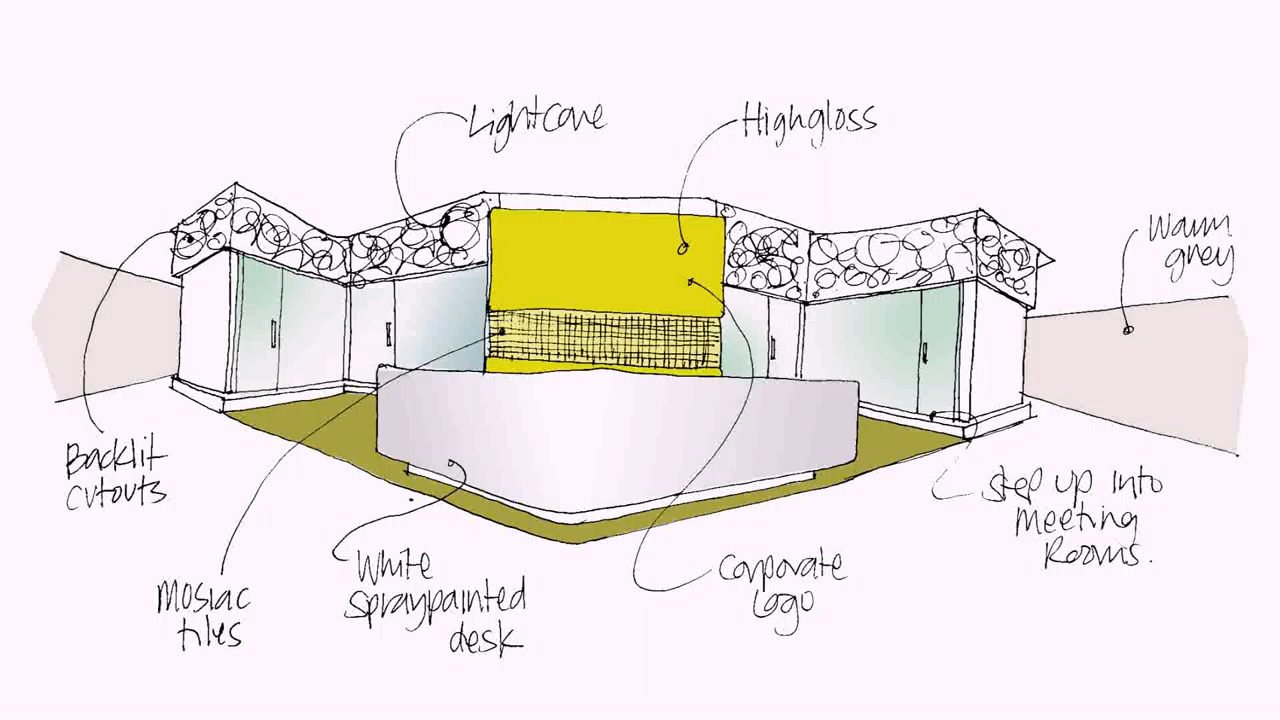 Lightcove
Highgloss
Warm
grey
Backlit
cutouts
Step up into
Meeting
Rooms.
White
spraypainted
desk
Corporate
Logo
Mosiac
tiles